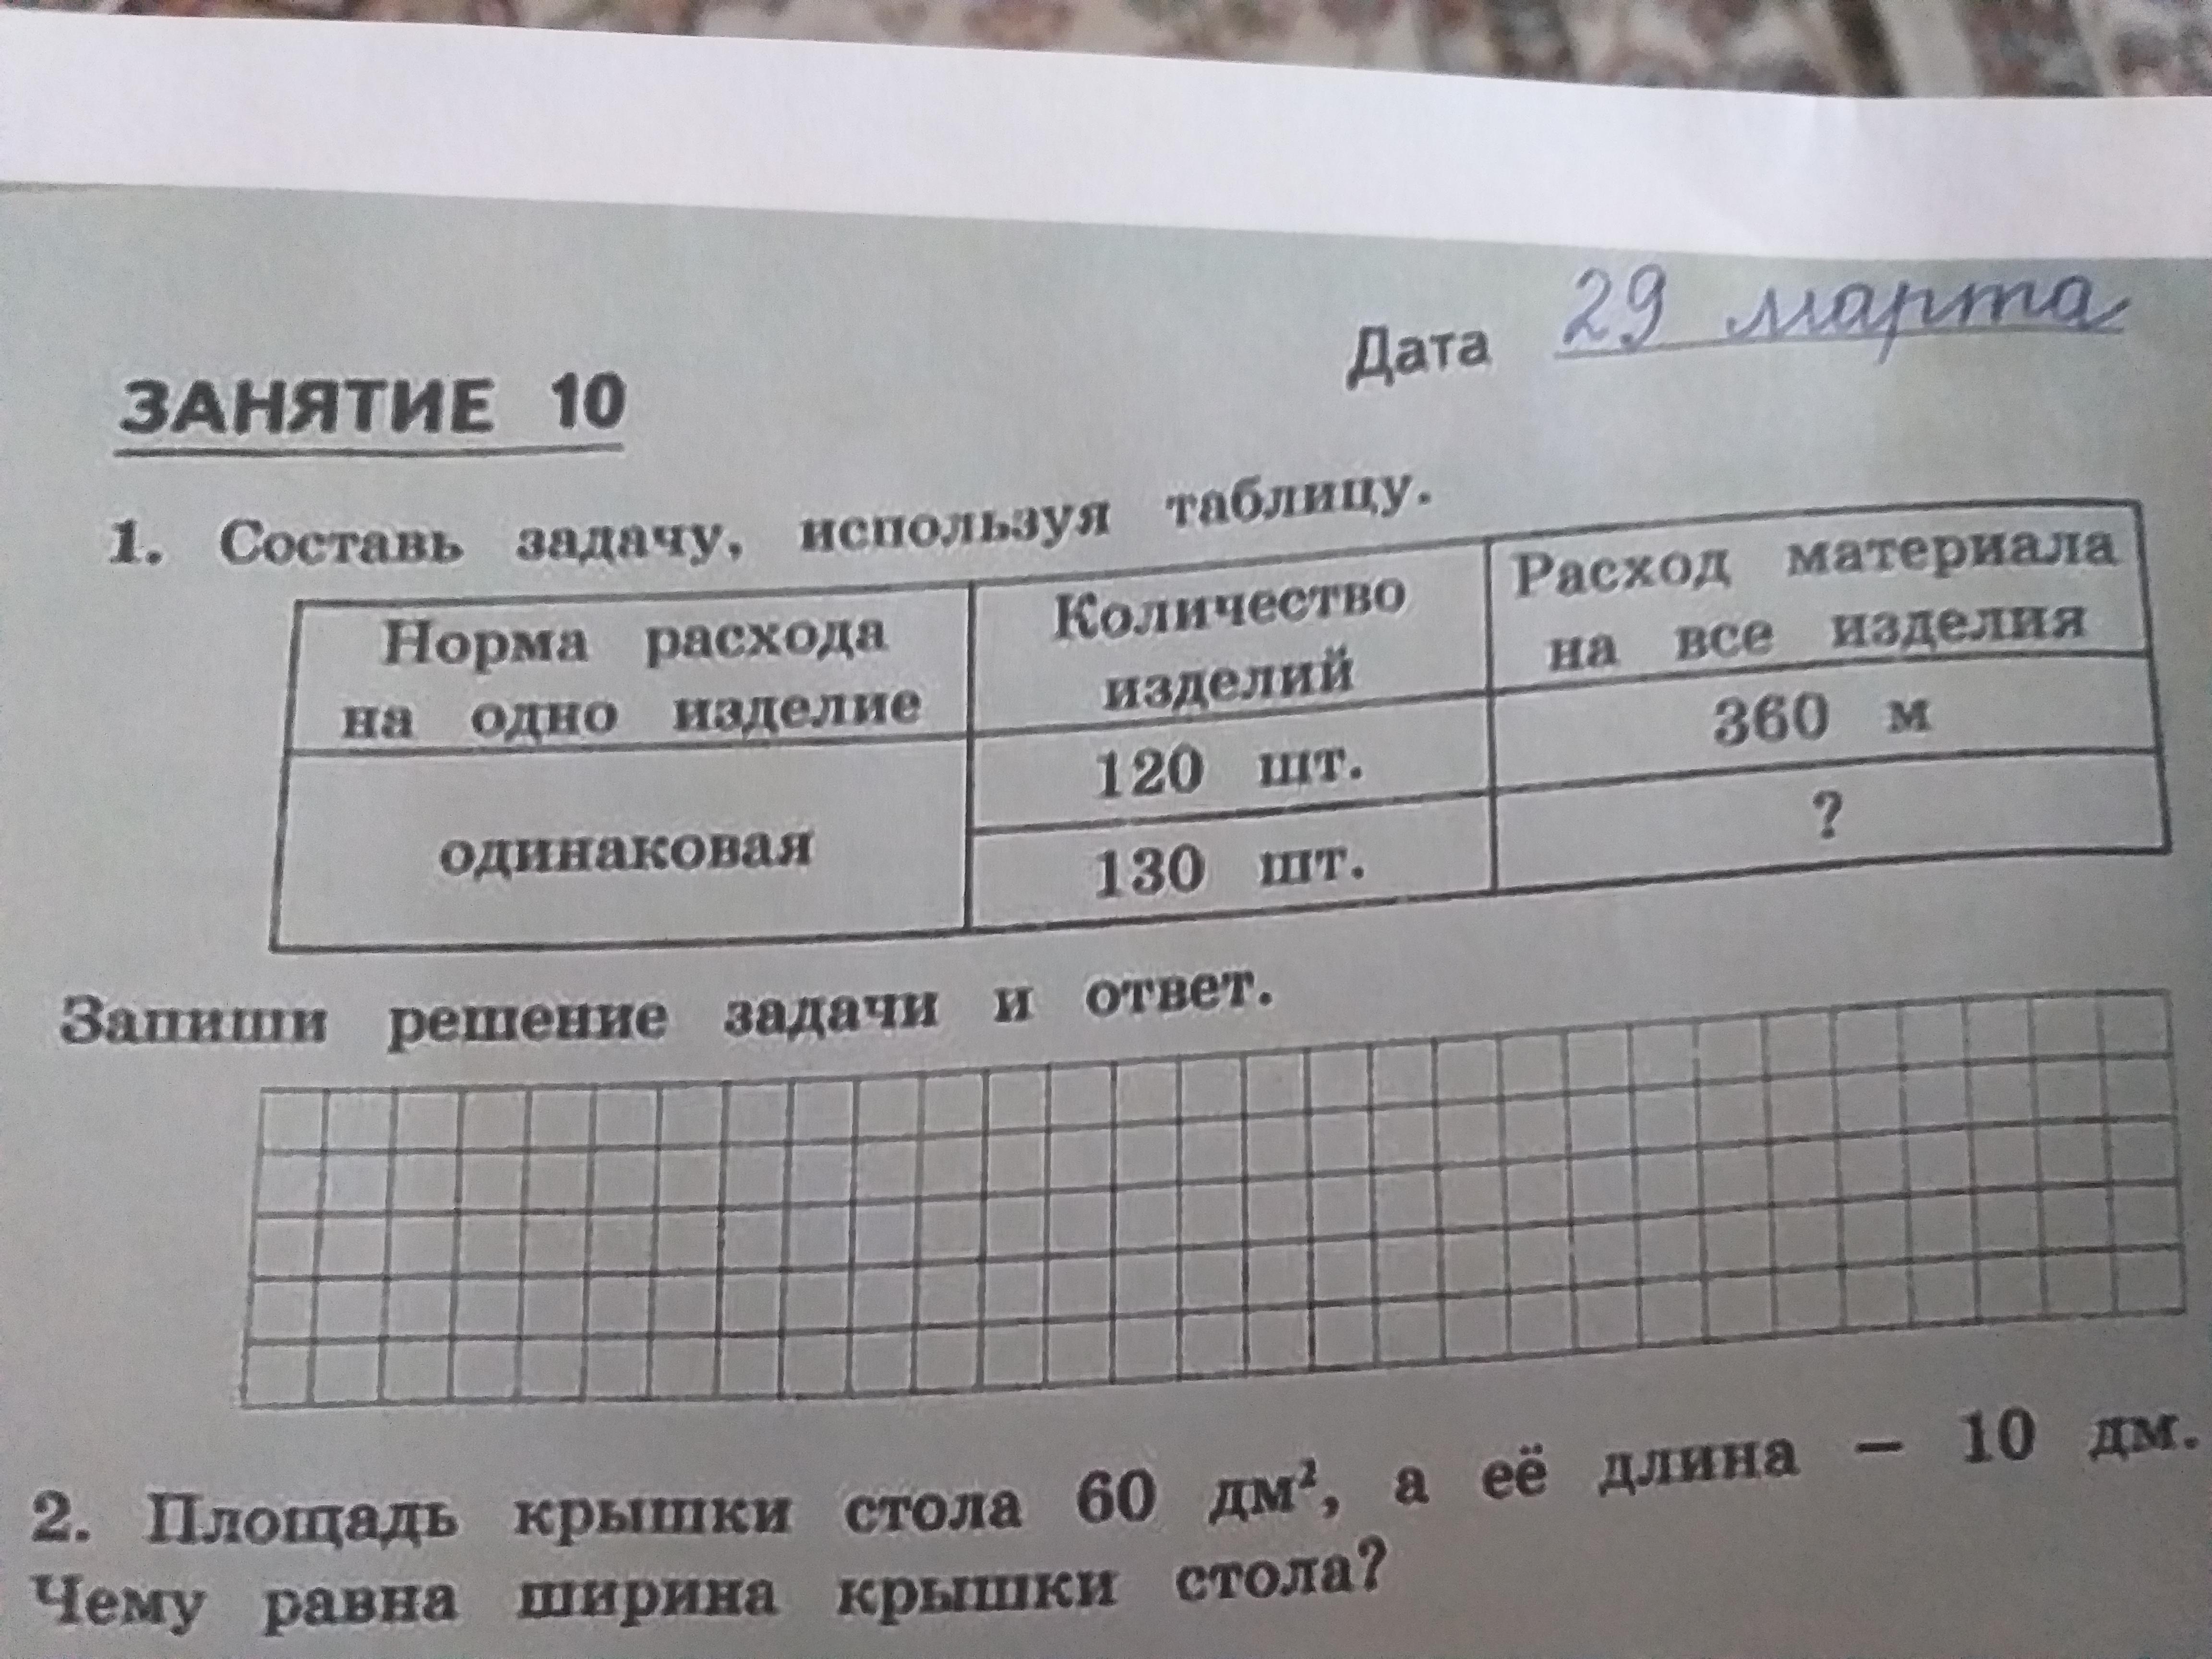 Дата 29 марта
ЗАНЯТИЕ 10
1. Составь задачу, используя таблицу.
Норма расхода
на одно изделие
Количество
изделий
Расход материала
на все изделия
одинаковая
120 шт.
360 м
130 шт.
?
Запиши решение задачи и ответ.
2. Площадь крышки стола 60 дм², а её длина – 10 дм.
Чему равна ширина крышки стола?